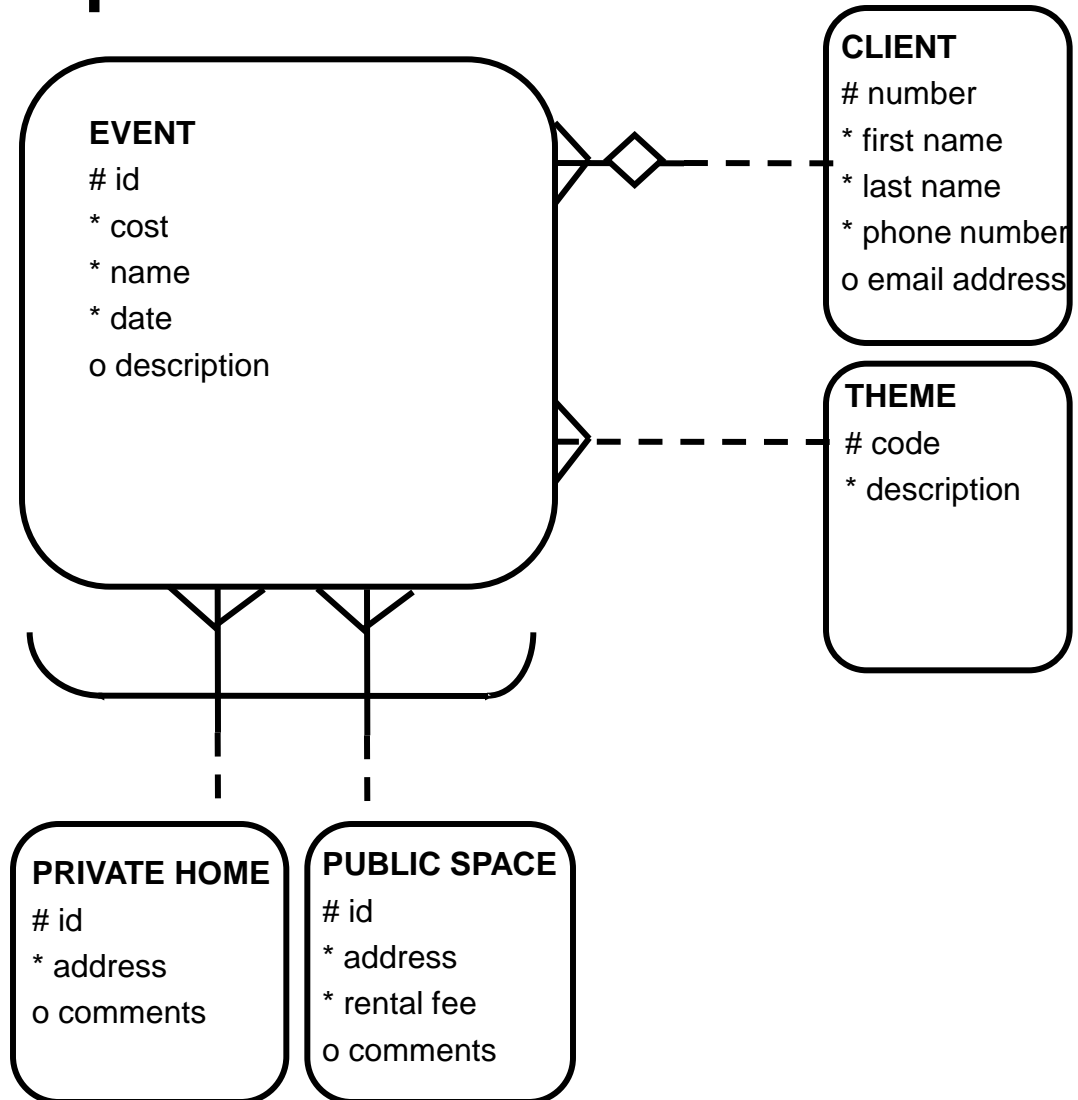 EVENT
# id
* cost
* name
* date
o description
CLIENT
# number
* first name
* last name
* phone number
o email address
THEME
# code
* description
PRIVATE HOME
# id
* address
o comments
PUBLIC SPACE
# id
* address
* rental fee
o comments